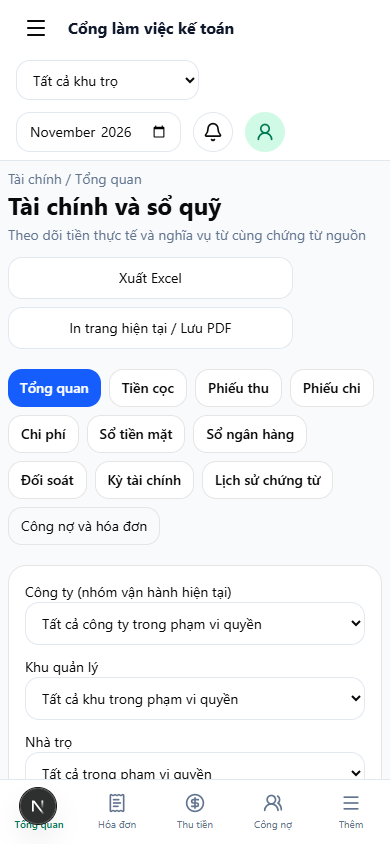 Cổng làm việc kế toán
Tất cả khu trọ
November 2026
Tài chính / Tổng quan
Tài chính và sổ quỹ
Theo dõi tiền thực tế và nghĩa vụ từ cùng chứng từ nguồn
Xuất Excel
In trang hiện tại / Lưu PDF
Tổng quan
Tiền cọc
Phiếu thu
Phiếu chi
Chi phí
Sổ tiền mặt
Sổ ngân hàng
Đối soát
Kỳ tài chính
Lịch sử chứng từ
Công nợ và hóa đơn
Công ty (nhóm vận hành hiện tại)
Tất cả công ty trong phạm vi quyền
Khu quản lý
Tất cả khu trong phạm vi quyền
Nhà trọ
Tất cả trong phạm vi quyền
N
Tổng quan
Hóa đơn
Thu tiền
Công nợ
Thêm